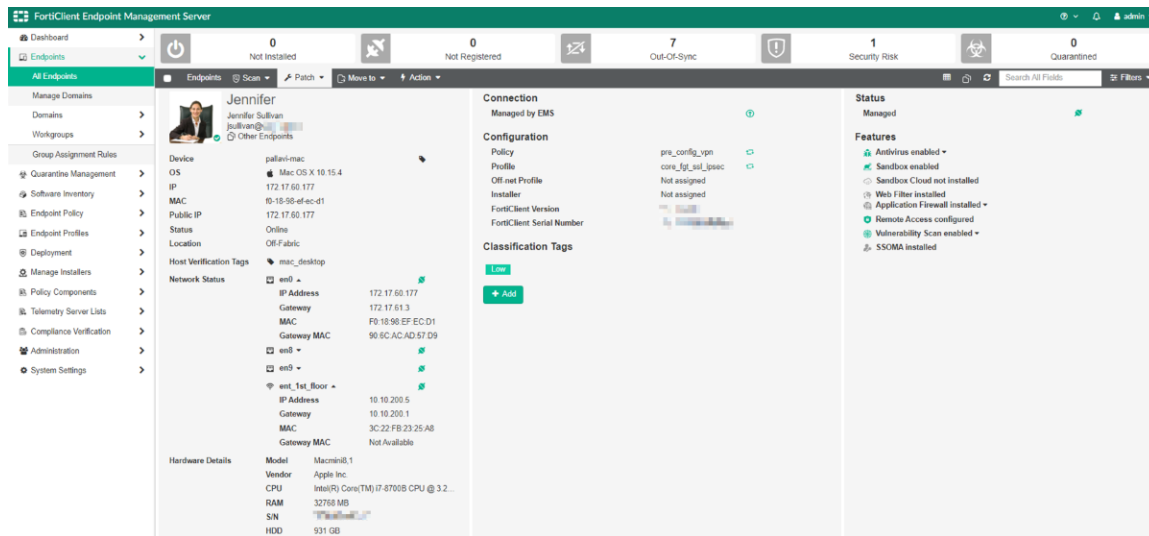 FortiClient Endpoint Management Server
admin
Dashboard
Endpoints
All Endpoints
Manage Domains
Domains
Workgroups
Group Assignment Rules
Quarantine Management
Software Inventory
Endpoint Policy
Endpoint Profiles
Deployment
Manage Installers
Policy Components
Telemetry Server Lists
Compliance Verification
Administration
System Settings
0
Not Installed
0
Not Registered
7
Out-Of-Sync
1
Security Risk
0
Quarantined
Endpoints Scan Patch Move to Action Search All Fields Filters
Jennifer
Jennifer Sullivan
jsullivan@
Other Endpoints
Device pallavi-mac
OS Mac OS X 10.15.4
IP 172.17.60.177
MAC f0-18-98-ef-ec-d1
Public IP 172.17.60.177
Status Online
Location Off-Fabric
Host Verification Tags mac_desktop
Network Status en0
IP Address 172.17.60.177
Gateway 172.17.61.3
MAC F0:18:98:EF:EC:D1
Gateway MAC 90:6C:AC:AD:57:D9
en8
en9
ent_1st_floor
IP Address 10.10.200.5
Gateway 10.10.200.1
MAC 3C:22:FB:23:25:A8
Gateway MAC Not Available
Hardware Details Model Macmini8,1
Vendor Apple Inc.
CPU Intel(R) Core(TM) i7-8700B CPU @ 3.2...
RAM 32768 MB
S/N
HDD 931 GB
Connection
Managed by EMS
Configuration
Policy pre_config_vpn
Profile core_fgt_ssl_ipsec
Off-net Profile Not assigned
Installer Not assigned
FortiClient Version
FortiClient Serial Number
Classification Tags
Low
+ Add
Status
Managed
Features
Antivirus enabled
Sandbox enabled
Sandbox Cloud not installed
Web Filter installed
Application Firewall installed
Remote Access configured
Vulnerability Scan enabled
SSOMA installed